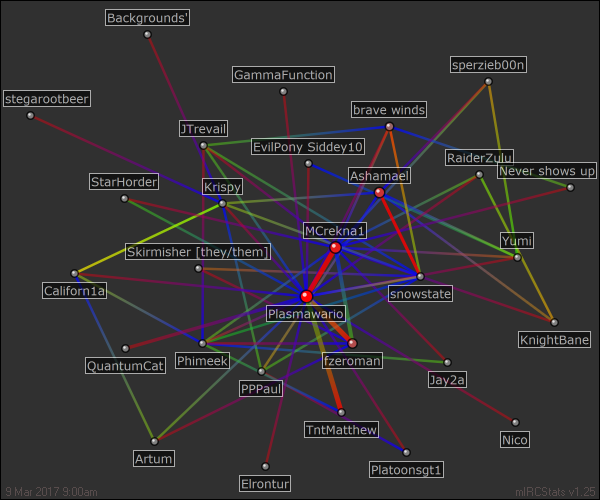 Backgrounds'
sperzieb00n
GammaFunction
stegarootbeer
brave winds
JTrevail
EvilPony Siddey10
RaiderZulu
Never shows up
Ashamael
StarHorder
Krispy
MCrekna1
Yumi
Skirmisher [they/them]
Californ1a
snowstate
Plasmawario
KnightBane
Phimeek
fzeroman
QuantumCat
Jay2a
PPPaul
TntMatthew
Nico
Artum
Platoonsgt1
Elrontur
9 Mar 2017 9:00am
mIRCStats v1.25